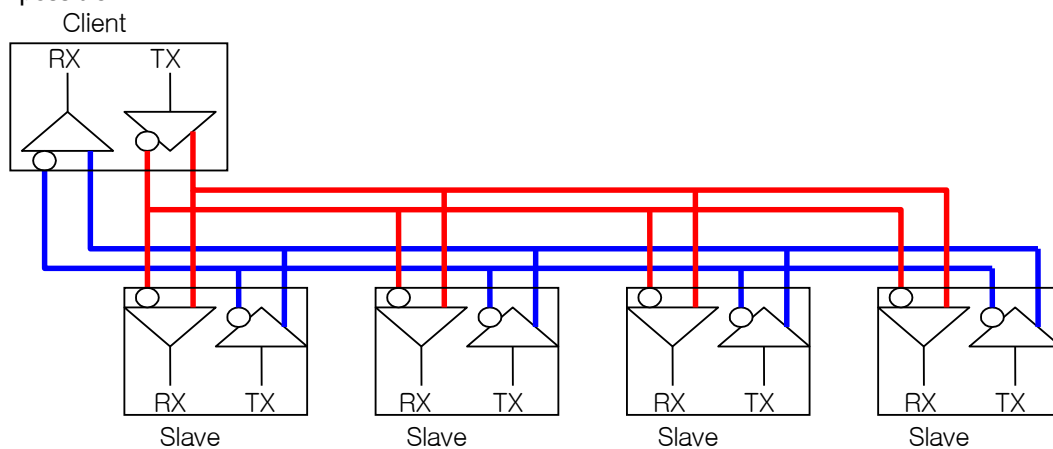 Client
RX TX
RX TX RX TX RX TX RX TX
Slave Slave Slave Slave